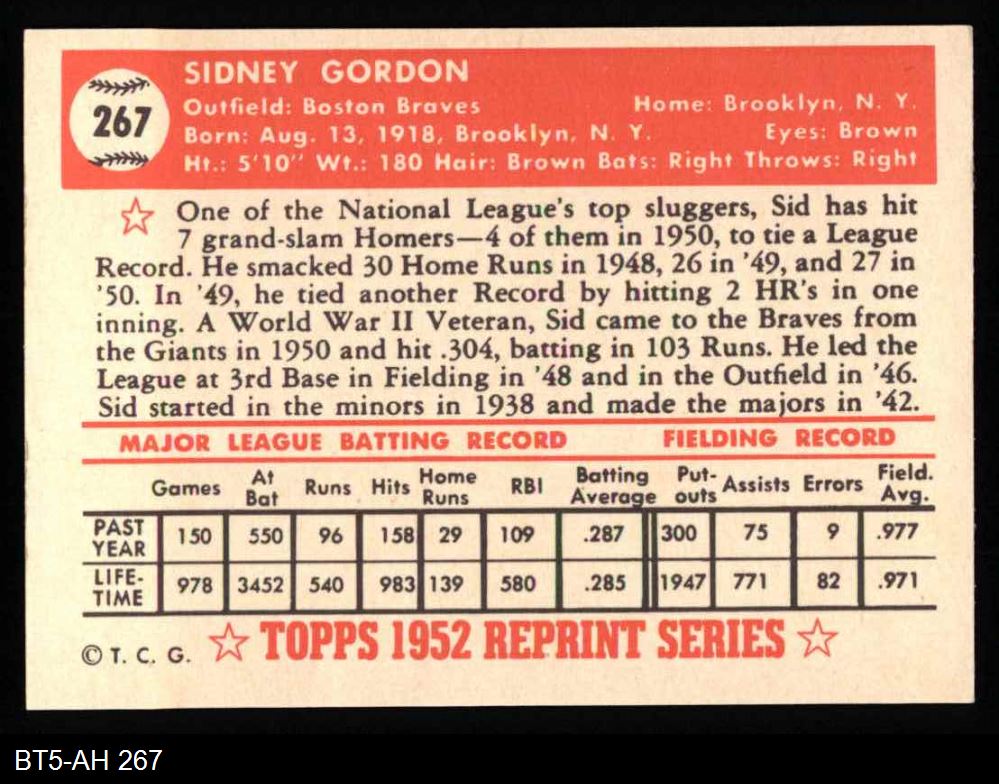 267
SIDNEY GORDON
Outfield: Boston Braves Home: Brooklyn, N. Y.
Born: Aug. 13, 1918, Brooklyn, N. Y. Eyes: Brown
Ht.: 5'10" Wt.: 180 Hair: Brown Bats: Right Throws: Right
One of the National League's top sluggers, Sid has hit
7 grand-slam Homers—4 of them in 1950, to tie a League
Record. He smacked 30 Home Runs in 1948, 26 in '49, and 27 in
'50. In '49, he tied another Record by hitting 2 HR's in one
inning. A World War II Veteran, Sid came to the Braves from
the Giants in 1950 and hit .304, batting in 103 Runs. He led the
League at 3rd Base in Fielding in '48 and in the Outfield in '46.
Sid started in the minors in 1938 and made the majors in '42.
MAJOR LEAGUE BATTING RECORD FIELDING RECORD
Games At Bat Runs Hits Home Runs RBI Batting Average Put-outs Assists Errors Field. Avg.
PAST YEAR 150 550 96 158 29 109 .287 300 75 9 .977
LIFE-TIME 978 3452 540 983 139 580 .285 1947 771 82 .971
© T. C. G. ☆ TOPPS 1952 REPRINT SERIES ☆
BT5-AH 267